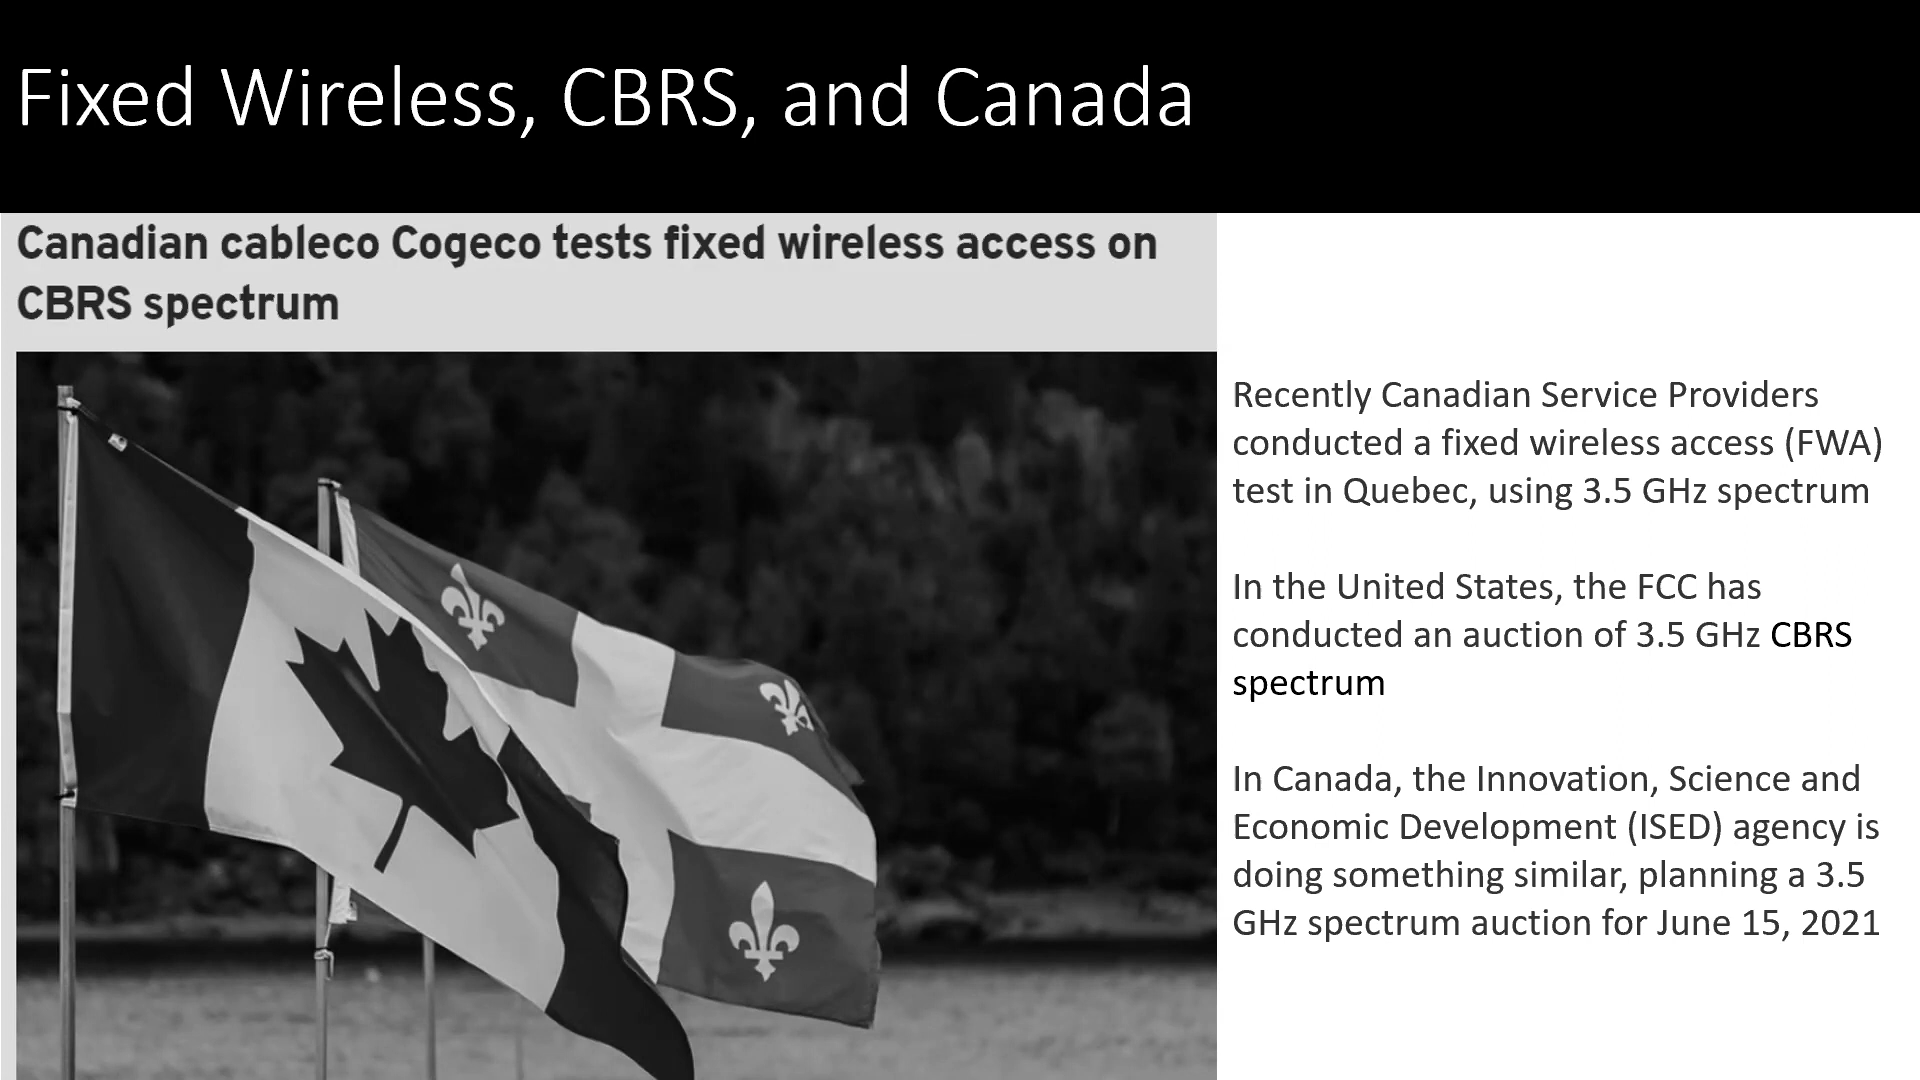 Fixed Wireless, CBRS, and Canada
Canadian cableco Cogeco tests fixed wireless access on
CBRS spectrum
Recently Canadian Service Providers
conducted a fixed wireless access (FWA)
test in Quebec, using 3.5 GHz spectrum
In the United States, the FCC has
conducted an auction of 3.5 GHz CBRS
spectrum
In Canada, the Innovation, Science and
Economic Development (ISED) agency is
doing something similar, planning a 3.5
GHz spectrum auction for June 15, 2021